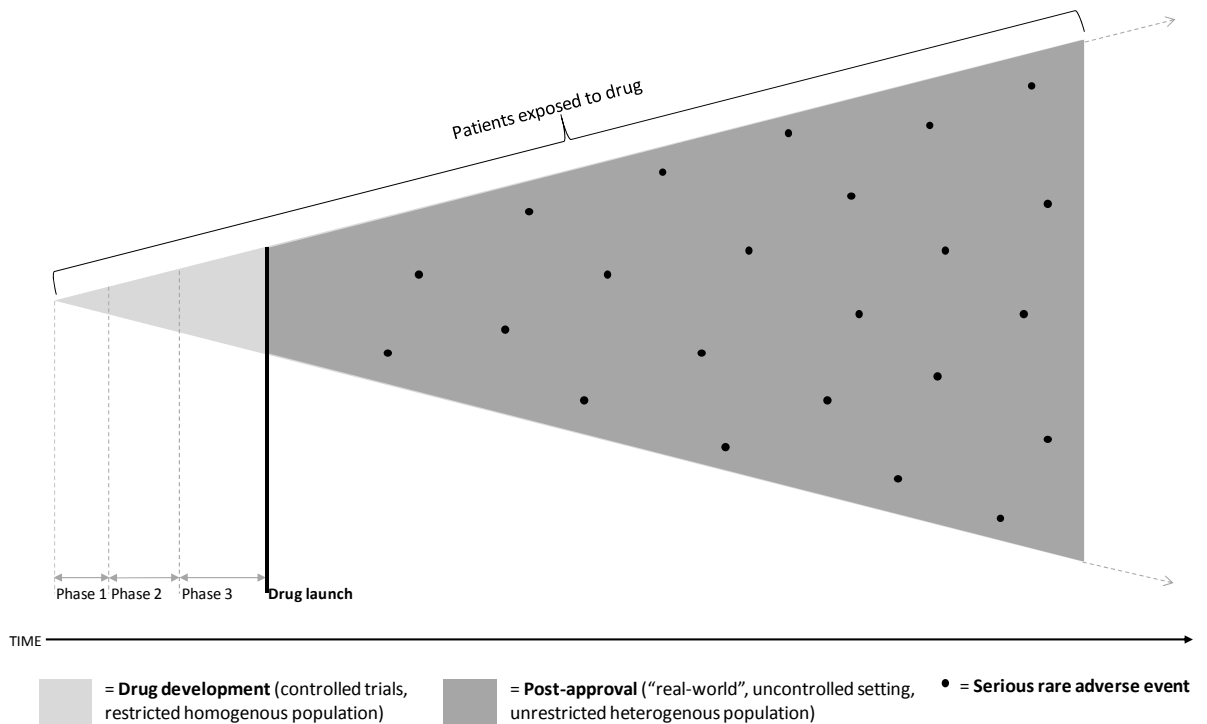 Patients exposed to drug
Phase 1
Phase 2
Phase 3
Drug launch
TIME
= Drug development (controlled trials,
restricted homogenous population)
= Post-approval (“real-world”, uncontrolled setting,
unrestricted heterogenous population)
= Serious rare adverse event